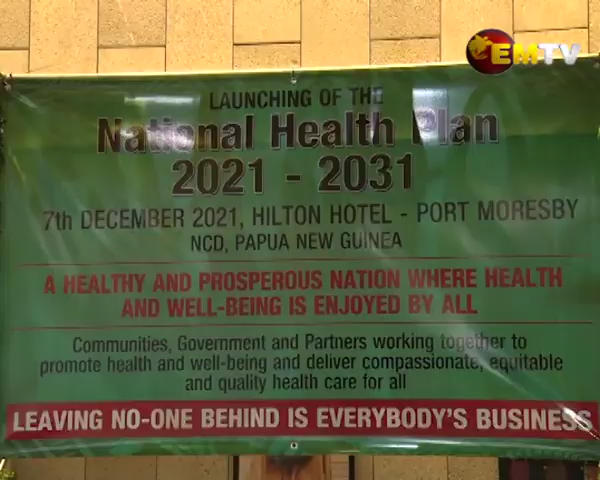 EMTV
LAUNCHING OF THE
National Health Plan
2021 - 2031
7th DECEMBER 2021, HILTON HOTEL - PORT MORESBY
NCD, PAPUA NEW GUINEA
A HEALTHY AND PROSPEROUS NATION WHERE HEALTH
AND WELL-BEING IS ENJOYED BY ALL
Communities, Government and Partners working together to
promote health and well-being and deliver compassionate, equitable
and quality health care for all
LEAVING NO-ONE BEHIND IS EVERYBODY'S BUSINESS